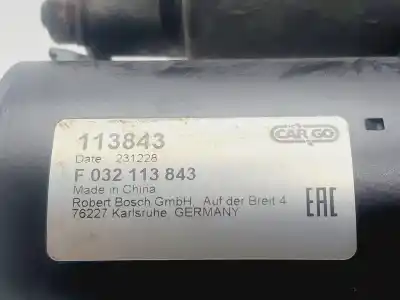 113843
CARGO
Date 231228
F 032 113 843
Made in China
Robert Bosch GmbH, Auf der Breit 4
76227 Karlsruhe, GERMANY
EAC